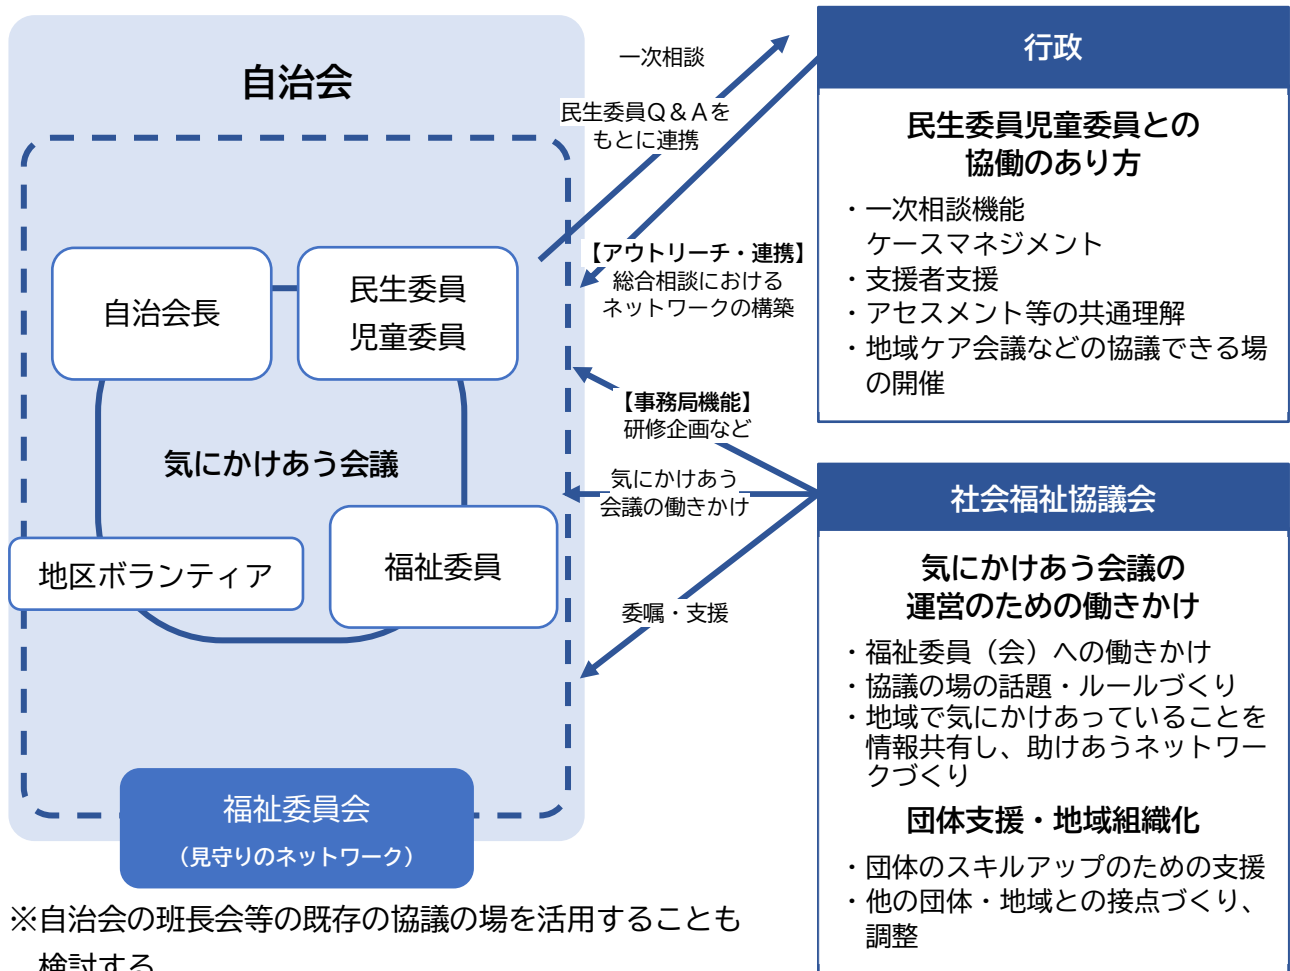 自治会
自治会長
民生委員
児童委員
気にかけあう会議
地区ボランティア
福祉委員
福祉委員会
（見守りのネットワーク）
※自治会の班長会等の既存の協議の場を活用することも
検討する
一次相談
民生委員Ｑ＆Ａを
もとに連携
【アウトリーチ・連携】
総合相談における
ネットワークの構築
【事務局機能】
研修企画など
気にかけあう
会議の働きかけ
委嘱・支援
行政
民生委員児童委員との
協働のあり方
・一次相談機能
ケースマネジメント
・支援者支援
・アセスメント等の共通理解
・地域ケア会議などの協議できる場
の開催
社会福祉協議会
気にかけあう会議の
運営のための働きかけ
・福祉委員（会）への働きかけ
・協議の場の話題・ルールづくり
・地域で気にかけあっていることを
情報共有し、助けあうネットワー
クづくり
団体支援・地域組織化
・団体のスキルアップのための支援
・他の団体・地域との接点づくり、
調整